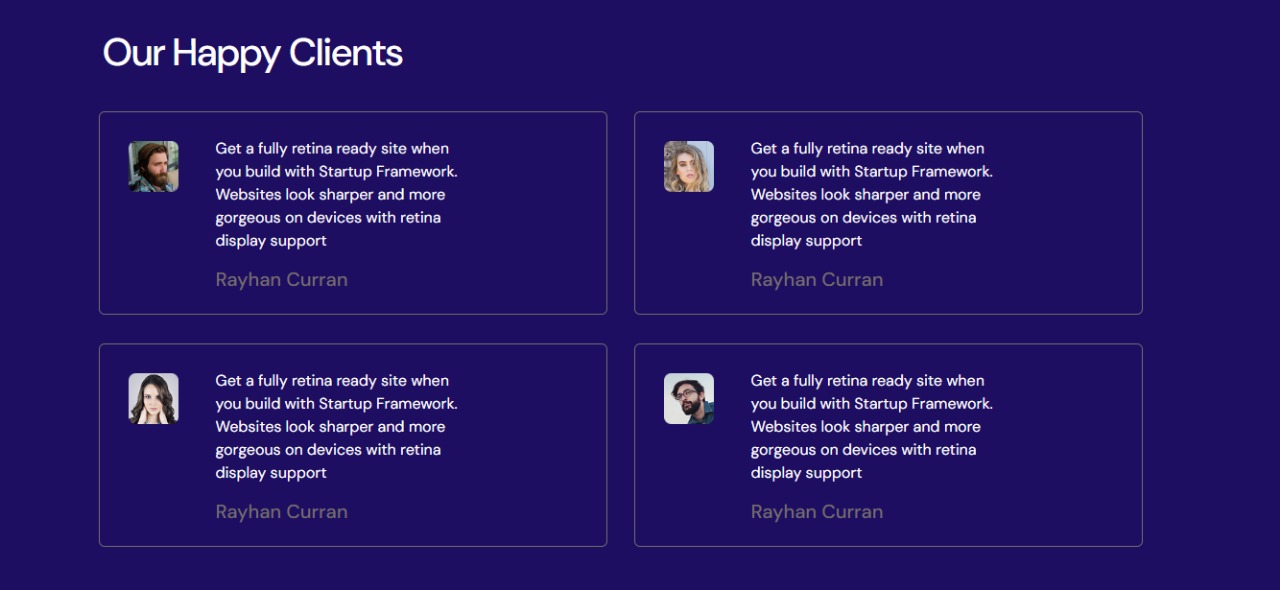 Our Happy Clients
Get a fully retina ready site when
you build with Startup Framework.
Websites look sharper and more
gorgeous on devices with retina
display support
Rayhan Curran
Get a fully retina ready site when
you build with Startup Framework.
Websites look sharper and more
gorgeous on devices with retina
display support
Rayhan Curran
Get a fully retina ready site when
you build with Startup Framework.
Websites look sharper and more
gorgeous on devices with retina
display support
Rayhan Curran
Get a fully retina ready site when
you build with Startup Framework.
Websites look sharper and more
gorgeous on devices with retina
display support
Rayhan Curran